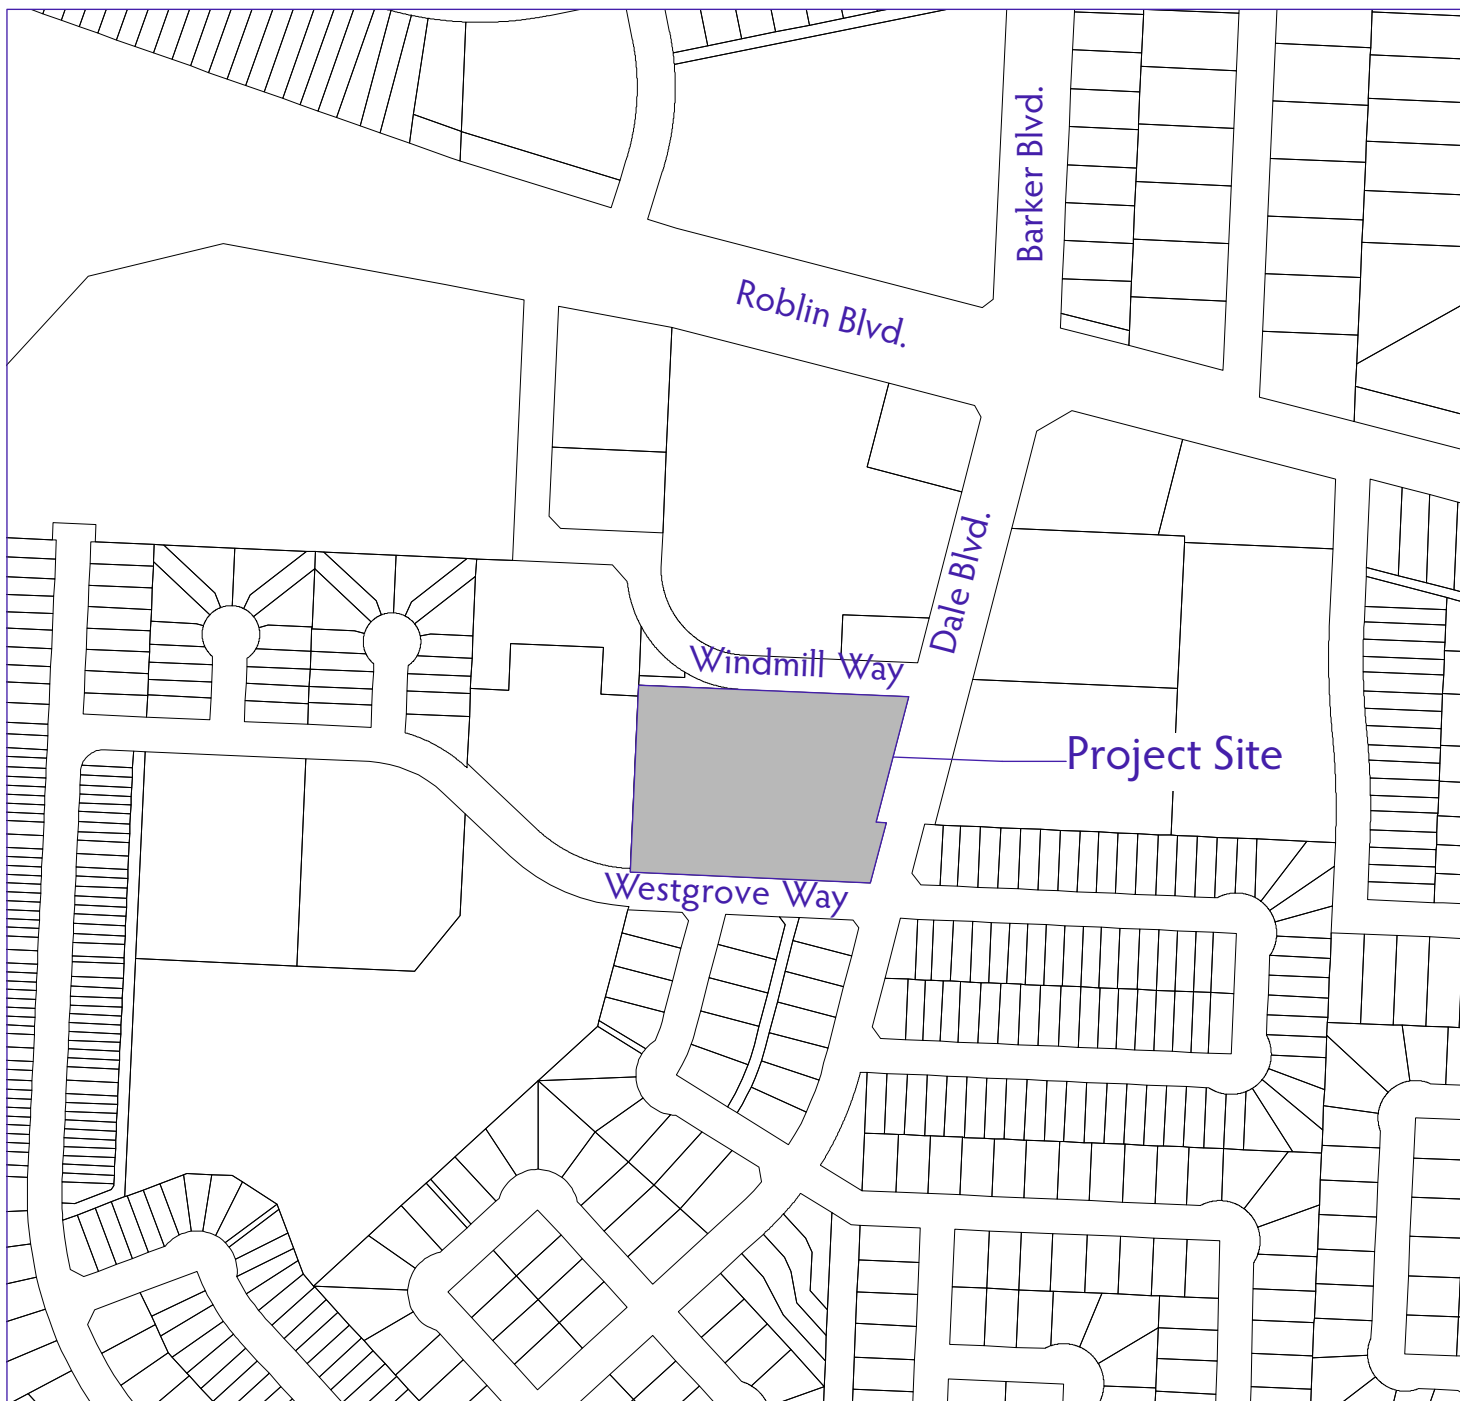 Barker Blvd.
Roblin Blvd.
Dale Blvd.
Windmill Way
Project Site
Westgrove Way